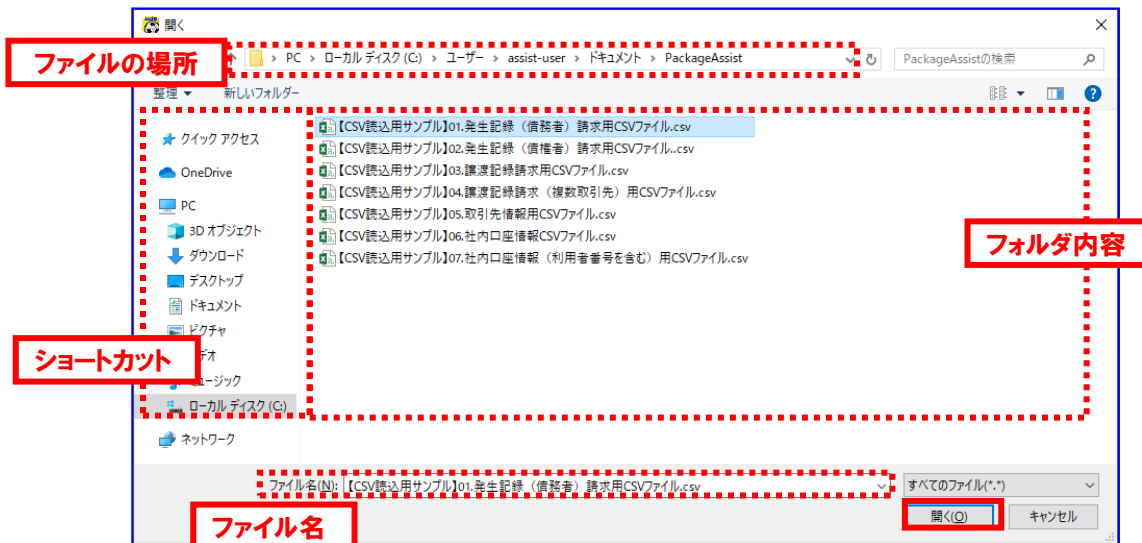 開く
ファイルの場所
PC > ローカル ディスク (C:) > ユーザー > assist-user > ドキュメント > PackageAssist
PackageAssistの検索
整理
新しいフォルダー
クイック アクセス
OneDrive
PC
3D オブジェクト
ダウンロード
デスクトップ
ドキュメント
ピクチャ
デオ
ュージック
ローカル ディスク (C:)
ネットワーク
ショートカット
【CSV読込用サンプル】01.発生記録（債務者）請求用CSVファイル.csv
【CSV読込用サンプル】02.発生記録（債権者）請求用CSVファイル..csv
【CSV読込用サンプル】03.譲渡記録請求用CSVファイル.csv
【CSV読込用サンプル】04.譲渡記録請求（複数取引先）用CSVファイル.csv
【CSV読込用サンプル】05.取引先情報用CSVファイル.csv
【CSV読込用サンプル】06.社内口座情報CSVファイル.csv
【CSV読込用サンプル】07.社内口座情報（利用者番号を含む）用CSVファイル.csv
フォルダ内容
ファイル名(N): 【CSV読込用サンプル】01.発生記録（債務者）請求用CSVファイル.csv
すべてのファイル(*.*)
ファイル名
開く(O)
キャンセル